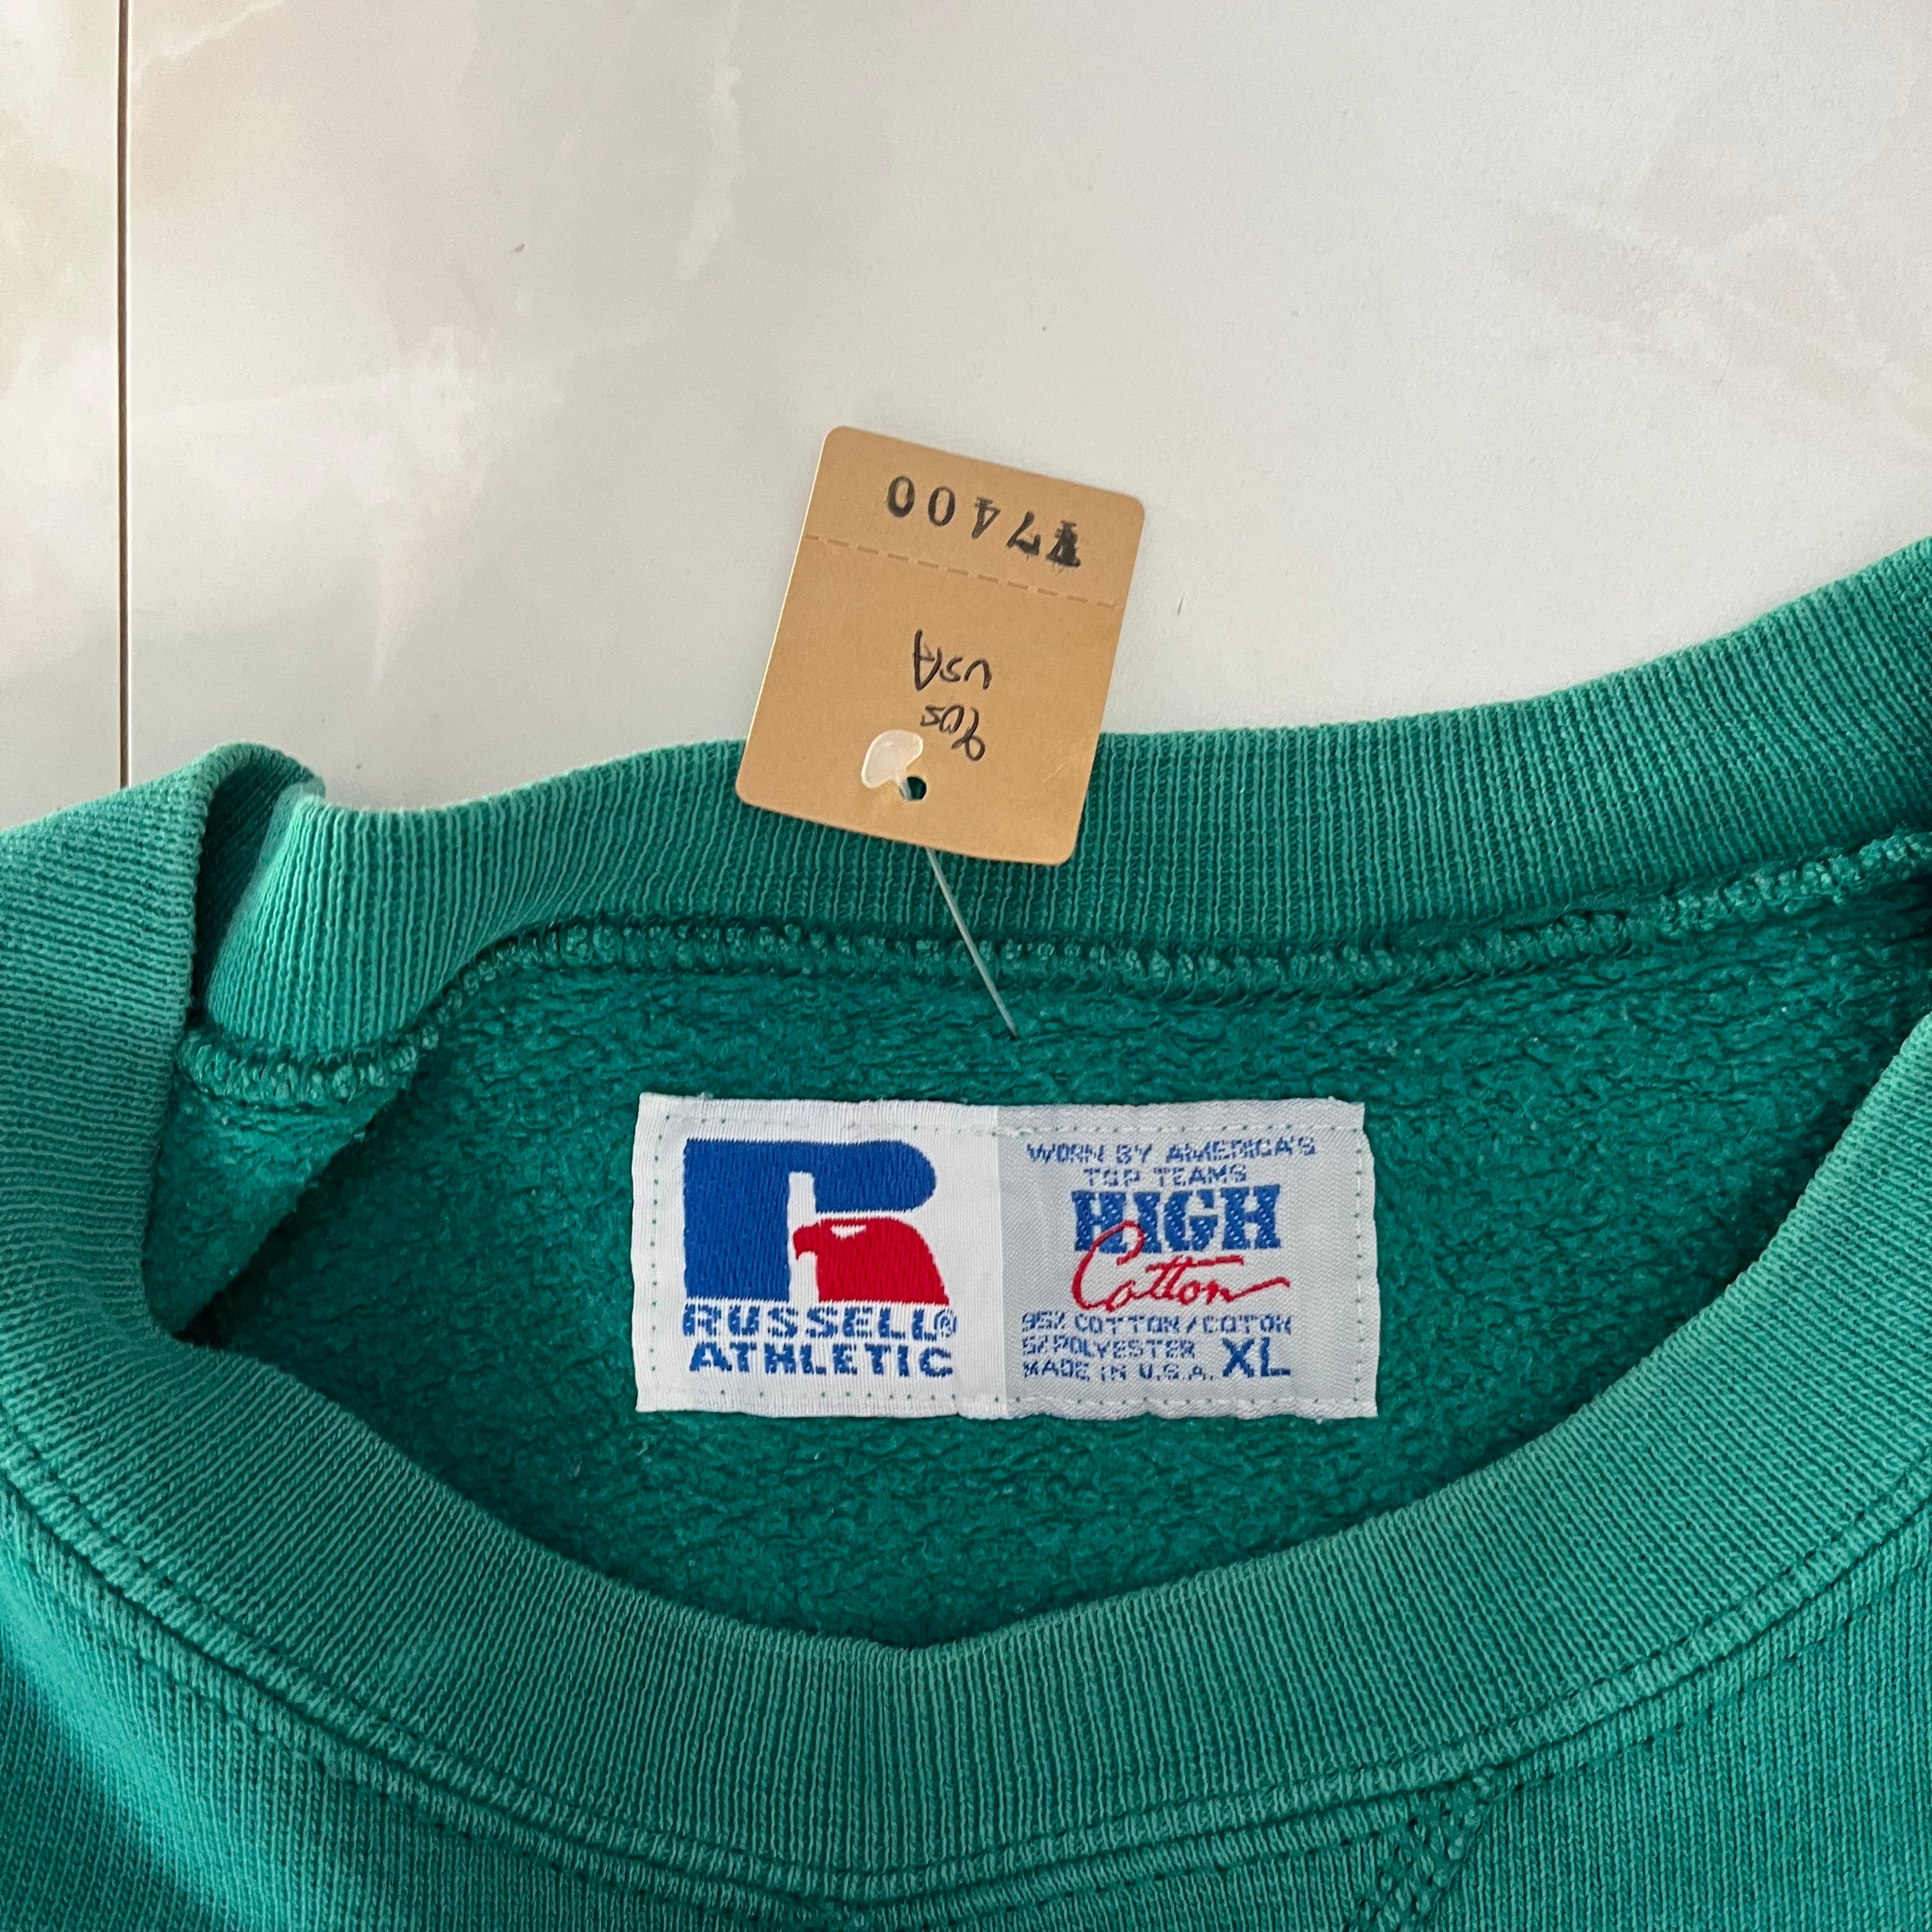 ¥7400
USA
90s
RUSSELL®
ATHLETIC
WORN BY AMERICA'S
TOP TEAMS
HIGH
Cotton
95% COTTON/COTON
5% POLYESTER
MADE IN U.S.A. XL